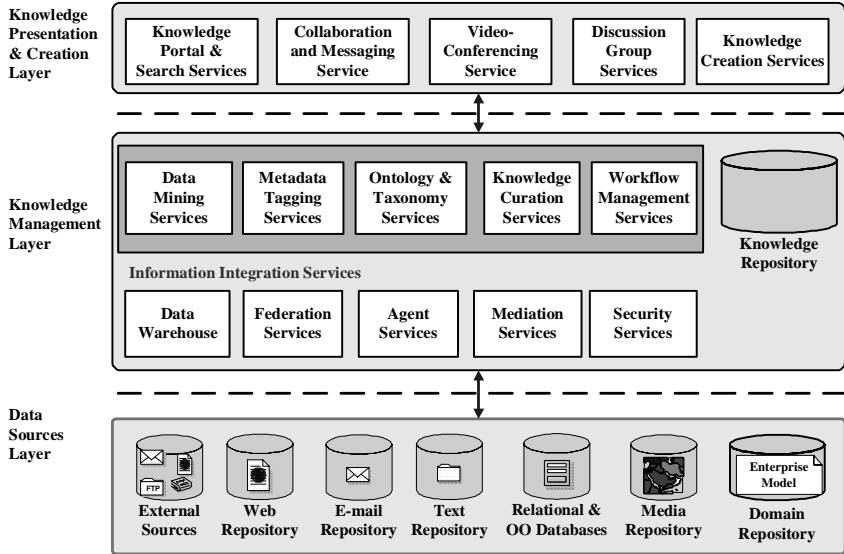 Knowledge
Presentation
& Creation
Layer
Knowledge
Portal &
Search Services
Collaboration
and Messaging
Service
Video-
Conferencing
Service
Discussion
Group
Services
Knowledge
Creation Services
Knowledge
Management
Layer
Data
Mining
Services
Metadata
Tagging
Services
Ontology &
Taxonomy
Services
Knowledge
Curation
Services
Workflow
Management
Services
Knowledge
Repository
Information Integration Services
Data
Warehouse
Federation
Services
Agent
Services
Mediation
Services
Security
Services
Data
Sources
Layer
FTP
External
Sources
Web
Repository
E-mail
Repository
Text
Repository
Relational &
OO Databases
Media
Repository
Enterprise
Model
Domain
Repository